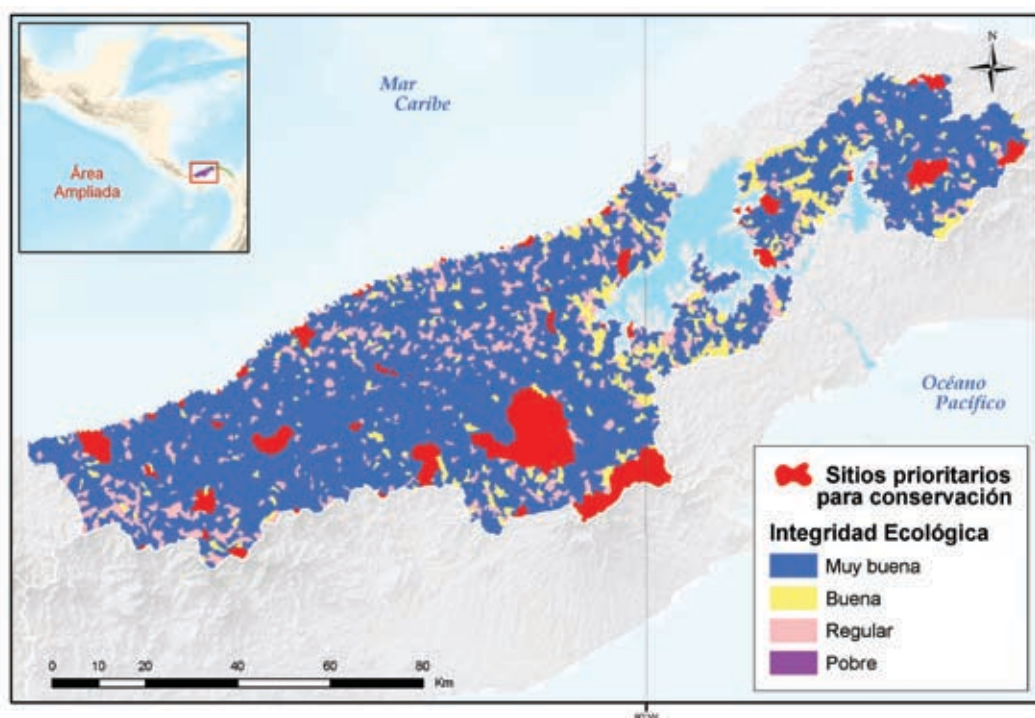 Mar
Caribe
N
Área
Ampliada
Océano
Pacífico
Sitios prioritarios
para conservación
Integridad Ecológica
Muy buena
Buena
Regular
Pobre
0 10 20 40 60 80
Km